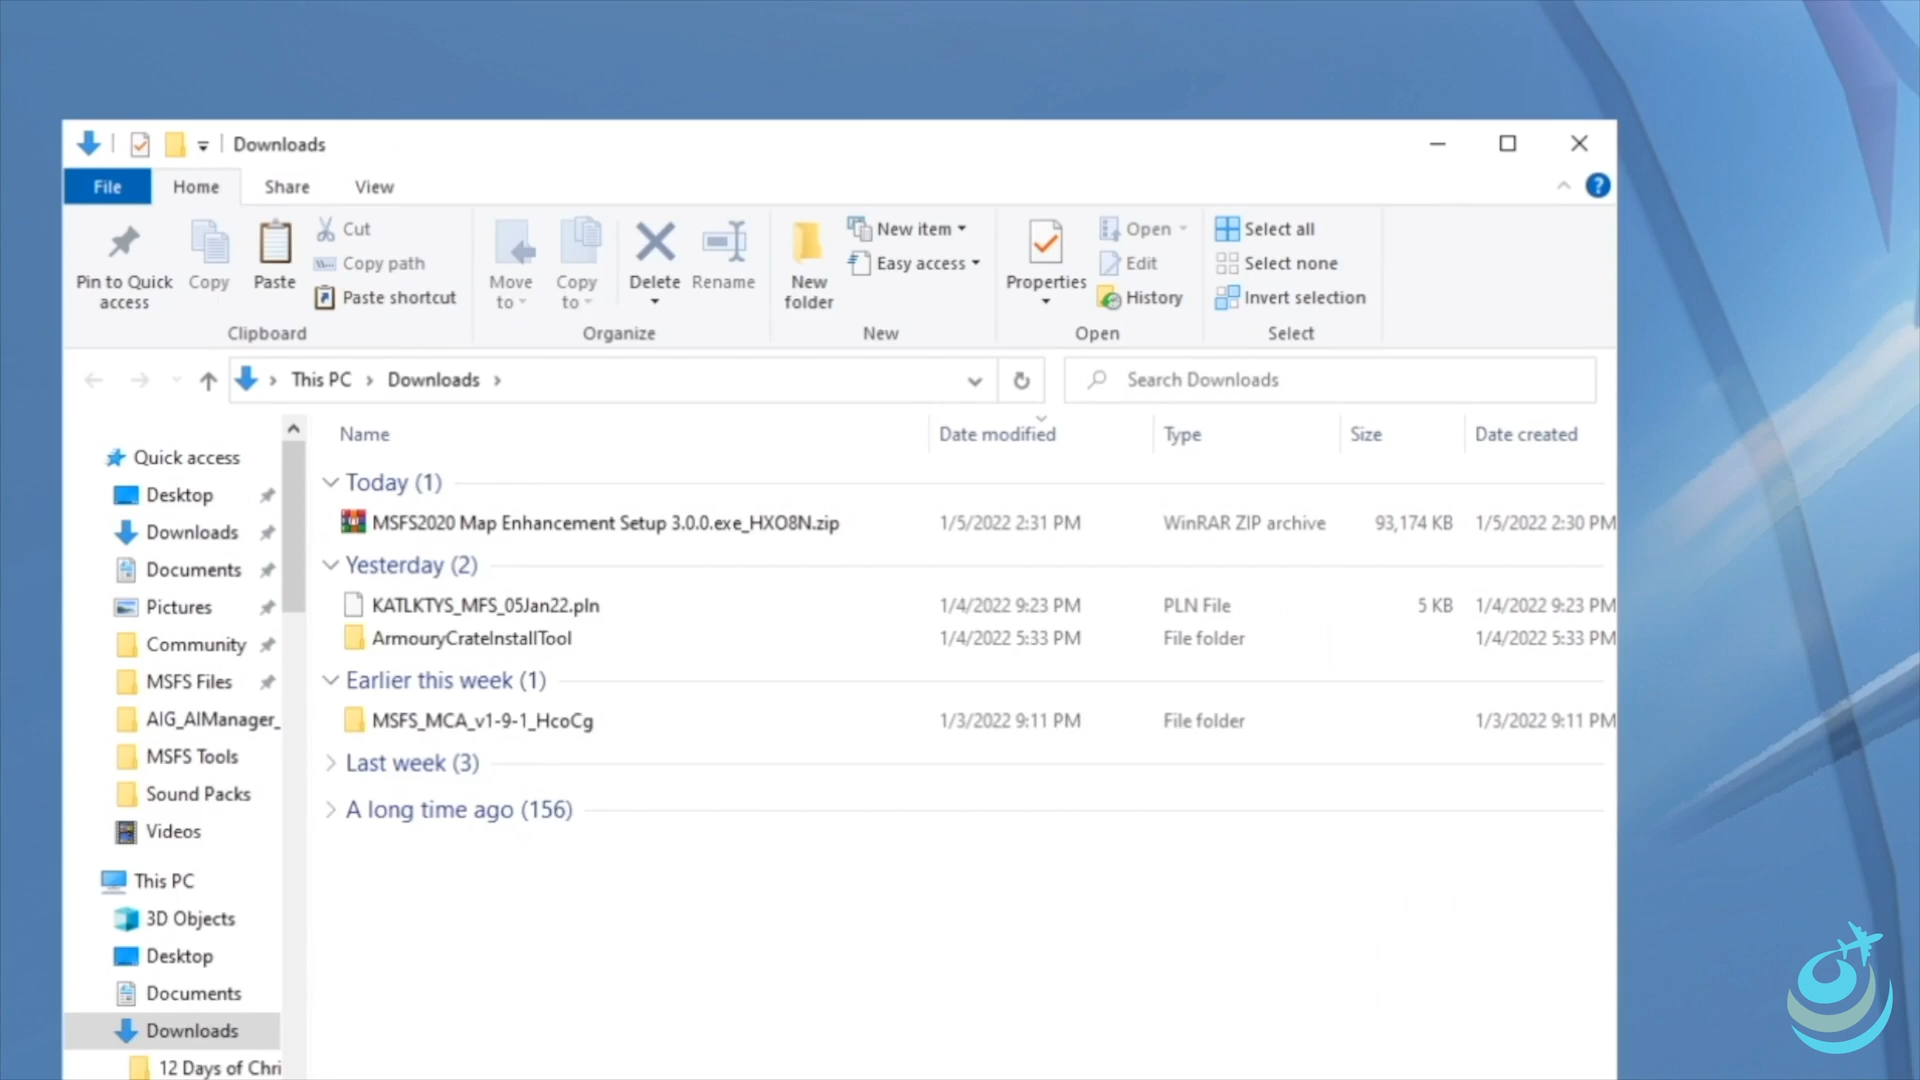 Downloads
File Home Share View
Pin to Quick access
Copy
Paste
Cut
Copy path
Paste shortcut
Clipboard
Move to
Copy to
Delete
Rename
Organize
New folder
New item
Easy access
New
Properties
Open
Edit
History
Open
Select all
Select none
Invert selection
Select
This PC > Downloads >
Search Downloads
Name Date modified Type Size Date created
Quick access
Desktop
Downloads
Documents
Pictures
Community
MSFS Files
AIG_AIManager_
MSFS Tools
Sound Packs
Videos
This PC
3D Objects
Desktop
Documents
Downloads
12 Days of Chri
Today (1)
MSFS2020 Map Enhancement Setup 3.0.0.exe_HXO8N.zip 1/5/2022 2:31 PM WinRAR ZIP archive 93,174 KB 1/5/2022 2:30 PM
Yesterday (2)
KATLKTYS_MFS_05Jan22.pln 1/4/2022 9:23 PM PLN File 5 KB 1/4/2022 9:23 PM
ArmouryCrateInstallTool 1/4/2022 5:33 PM File folder 1/4/2022 5:33 PM
Earlier this week (1)
MSFS_MCA_v1-9-1_HcoCg 1/3/2022 9:11 PM File folder 1/3/2022 9:11 PM
Last week (3)
A long time ago (156)